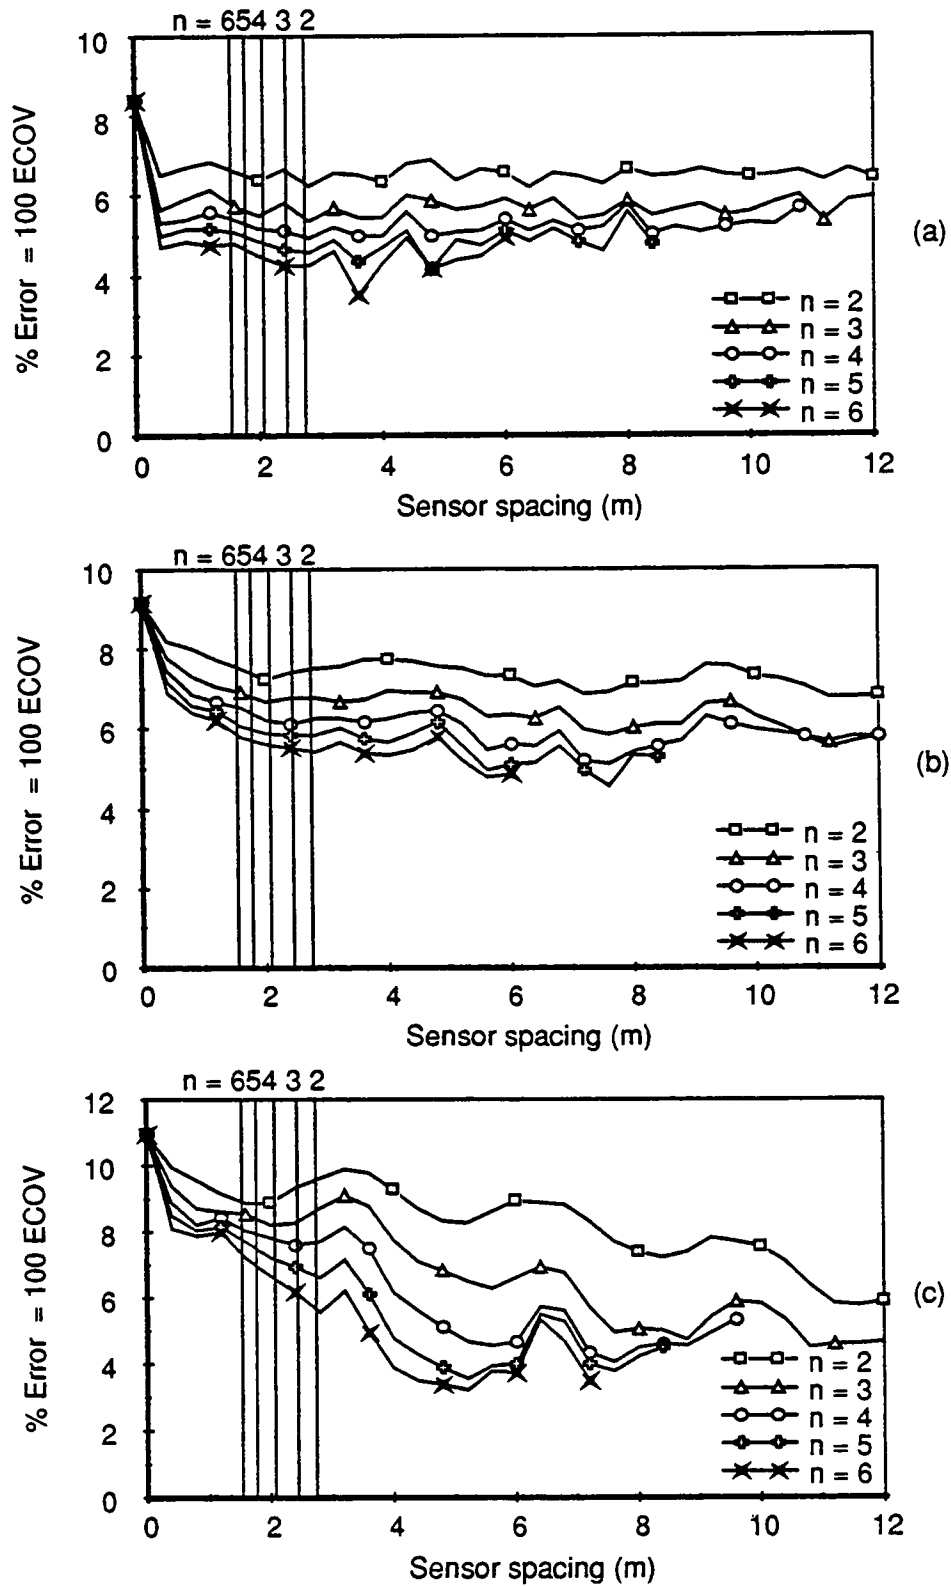 n = 654 3 2
10
8
6
4
2
0
% Error = 100 ECOV
0 2 4 6 8 10 12
Sensor spacing (m)
n = 2
n = 3
n = 4
n = 5
n = 6
(a)
n = 654 3 2
10
8
6
4
2
0
% Error = 100 ECOV
0 2 4 6 8 10 12
Sensor spacing (m)
n = 2
n = 3
n = 4
n = 5
n = 6
(b)
n = 654 3 2
12
10
8
6
4
2
0
% Error = 100 ECOV
0 2 4 6 8 10 12
Sensor spacing (m)
n = 2
n = 3
n = 4
n = 5
n = 6
(c)